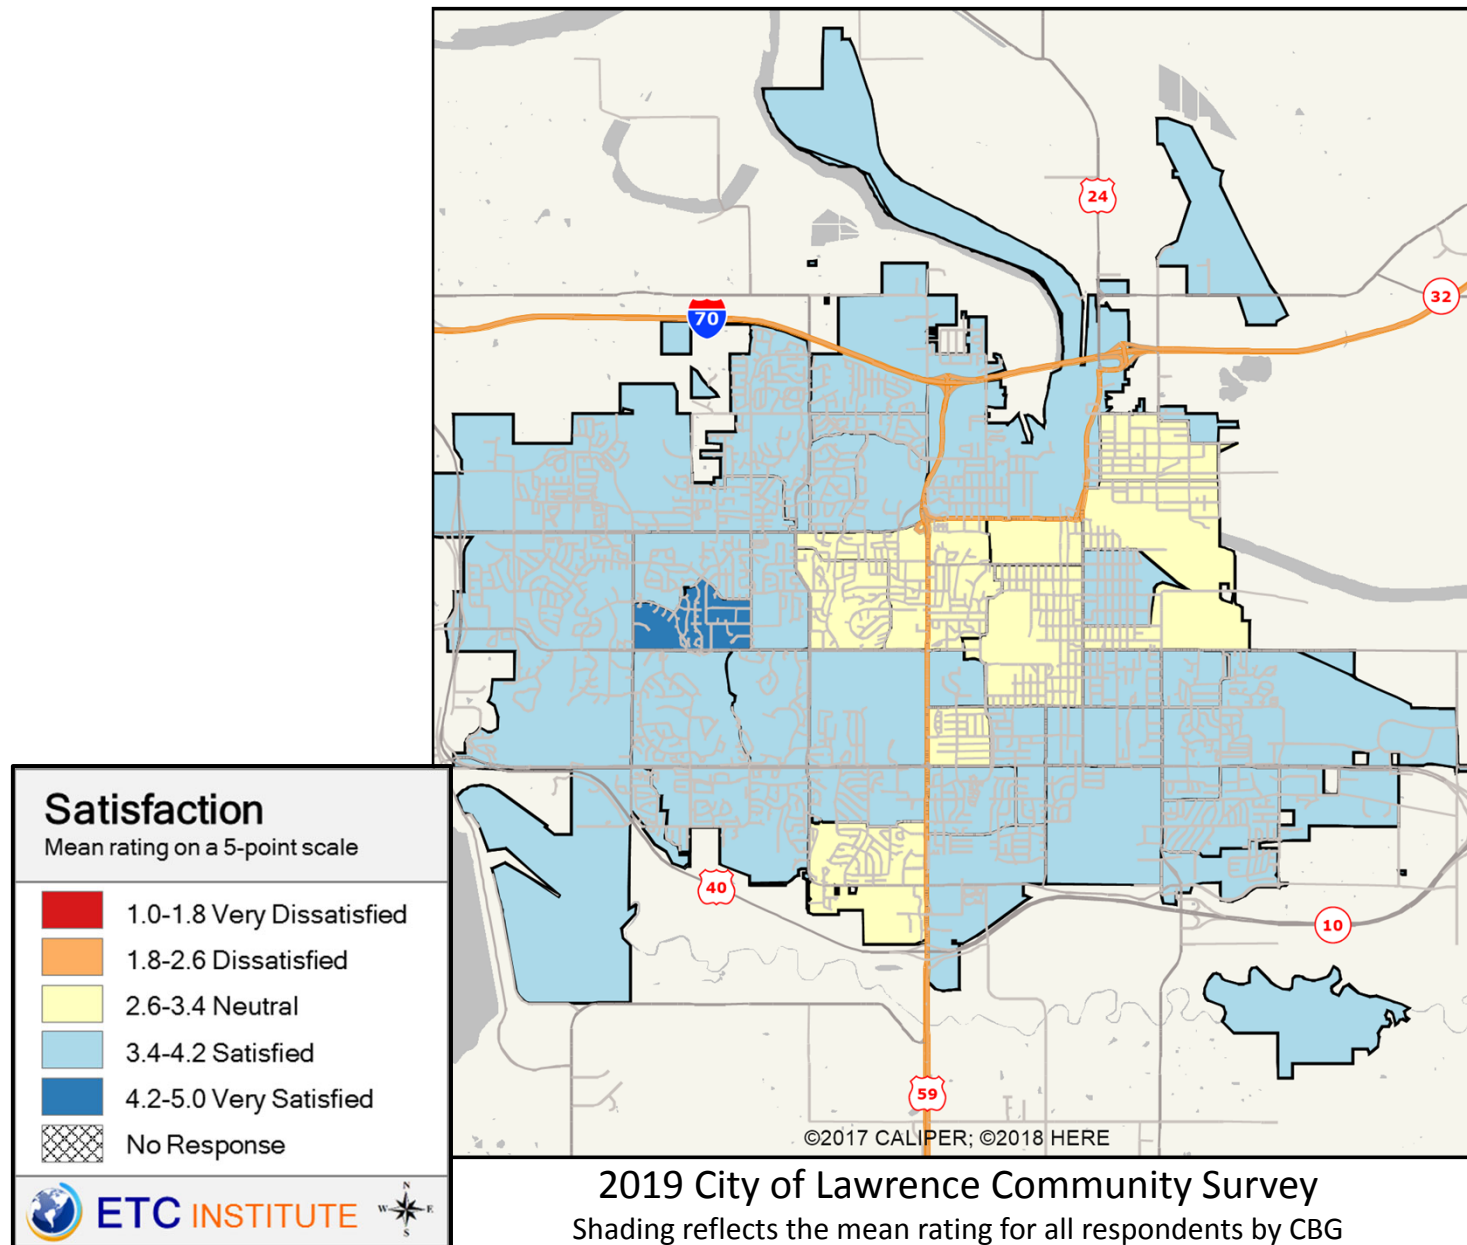 24
32
70
40
10
59
©2017 CALIPER; ©2018 HERE
Satisfaction
Mean rating on a 5-point scale
1.0-1.8 Very Dissatisfied
1.8-2.6 Dissatisfied
2.6-3.4 Neutral
3.4-4.2 Satisfied
4.2-5.0 Very Satisfied
No Response
ETC INSTITUTE
N
W E
S
2019 City of Lawrence Community Survey
Shading reflects the mean rating for all respondents by CBG